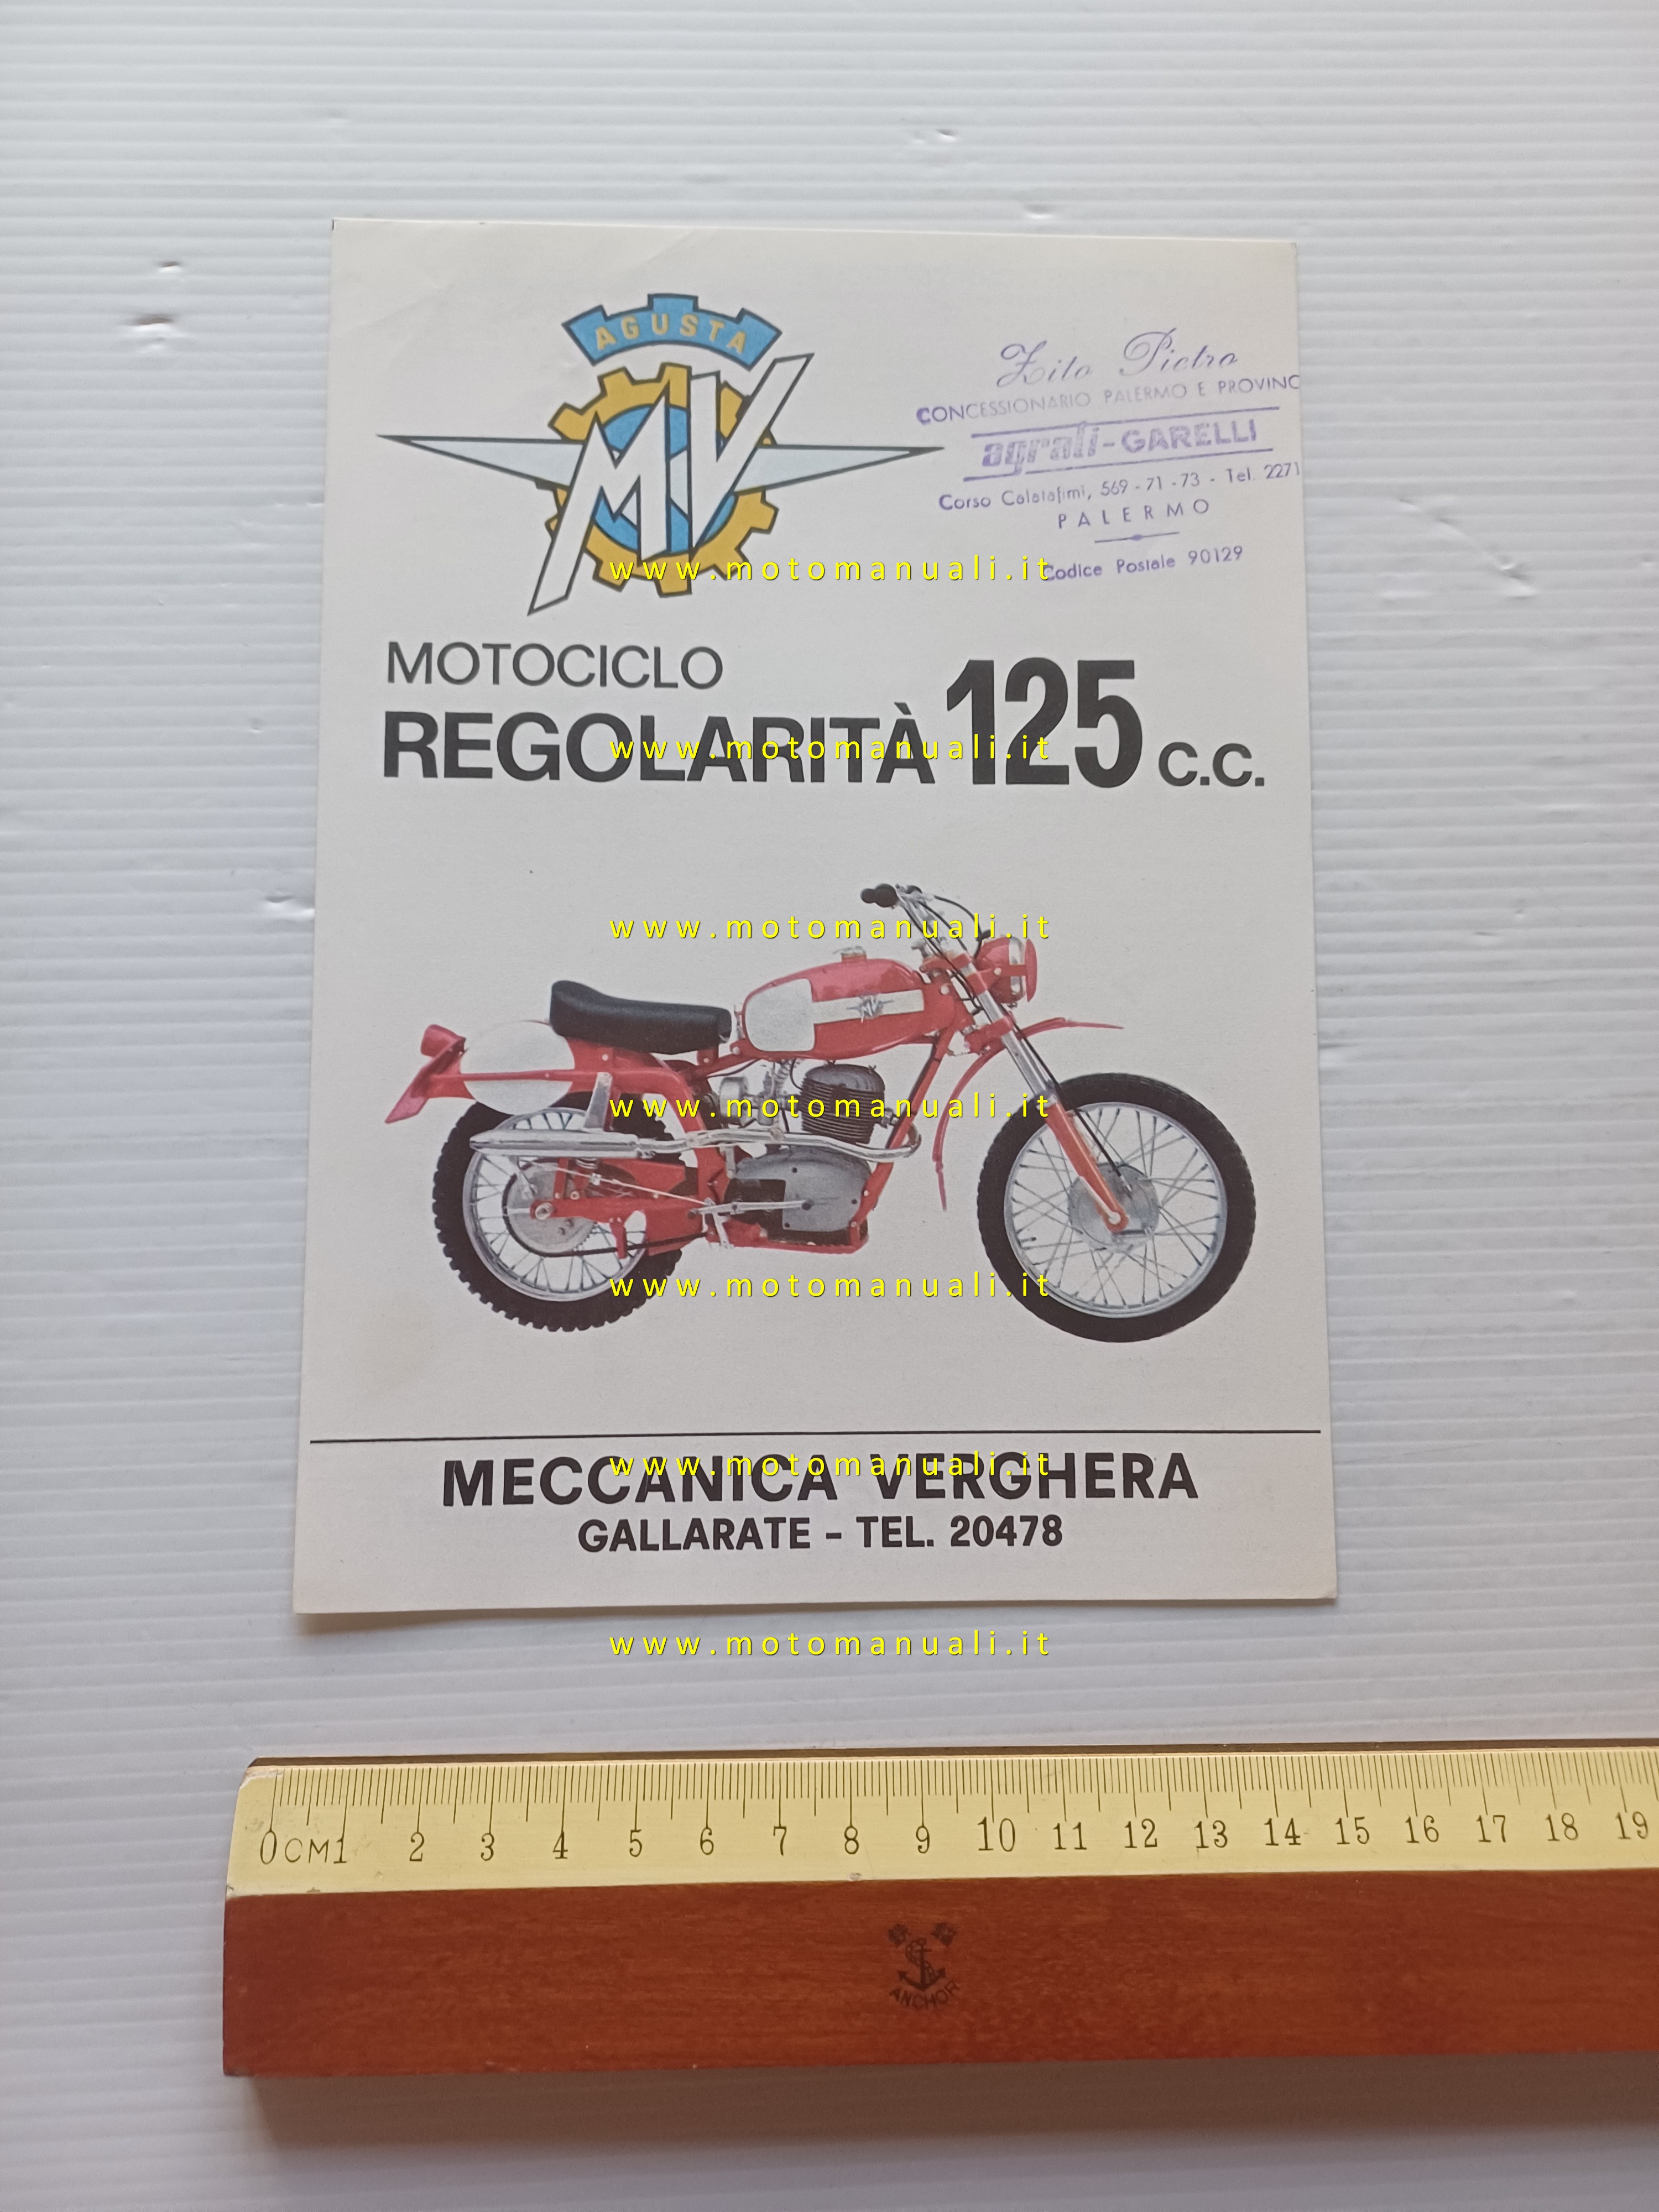 AGUSTA
MV
Zito Pietro
CONCESSIONARIO PALERMO E PROVINC
agrati-GARELLI
Corso Calatafimi, 569-71-73 - Tel. 2271
PALERMO
Codice Postale 90129
www.motomanuali.it
MOTOCICLO
REGOLARITÀ 125 c.c.
www.motomanuali.it
www.motomanuali.it
MV
www.motomanuali.it
www.motomanuali.it
MECCANICA VERGHERA
www.motomanuali.it
GALLARATE - TEL. 20478
www.motomanuali.it
0CM1 2 3 4 5 6 7 8 9 10 11 12 13 14 15 16 17 18 19
ANCHOR